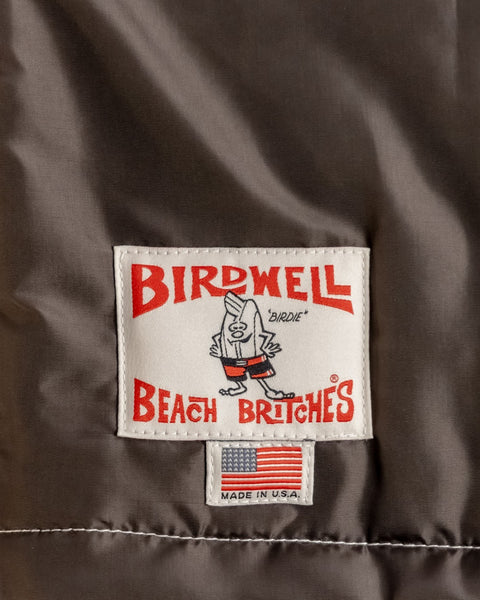 BIRDWELL
"BIRDIE"
BEACH BRITCHES®
MADE IN U.S.A.